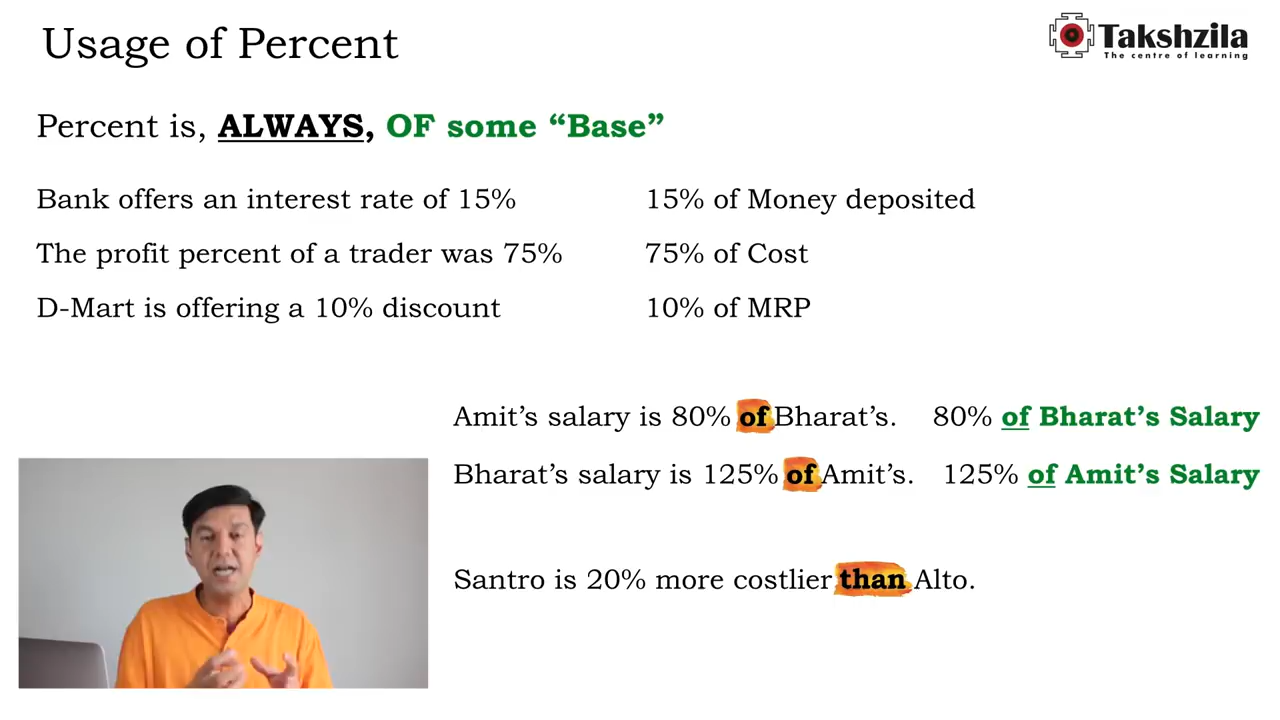 Usage of Percent
Takshzila
The centre of learning
Percent is, ALWAYS, OF some “Base”
Bank offers an interest rate of 15% 15% of Money deposited
The profit percent of a trader was 75% 75% of Cost
D-Mart is offering a 10% discount 10% of MRP
Amit’s salary is 80% of Bharat’s. 80% of Bharat’s Salary
Bharat’s salary is 125% of Amit’s. 125% of Amit’s Salary
Santro is 20% more costlier than Alto.